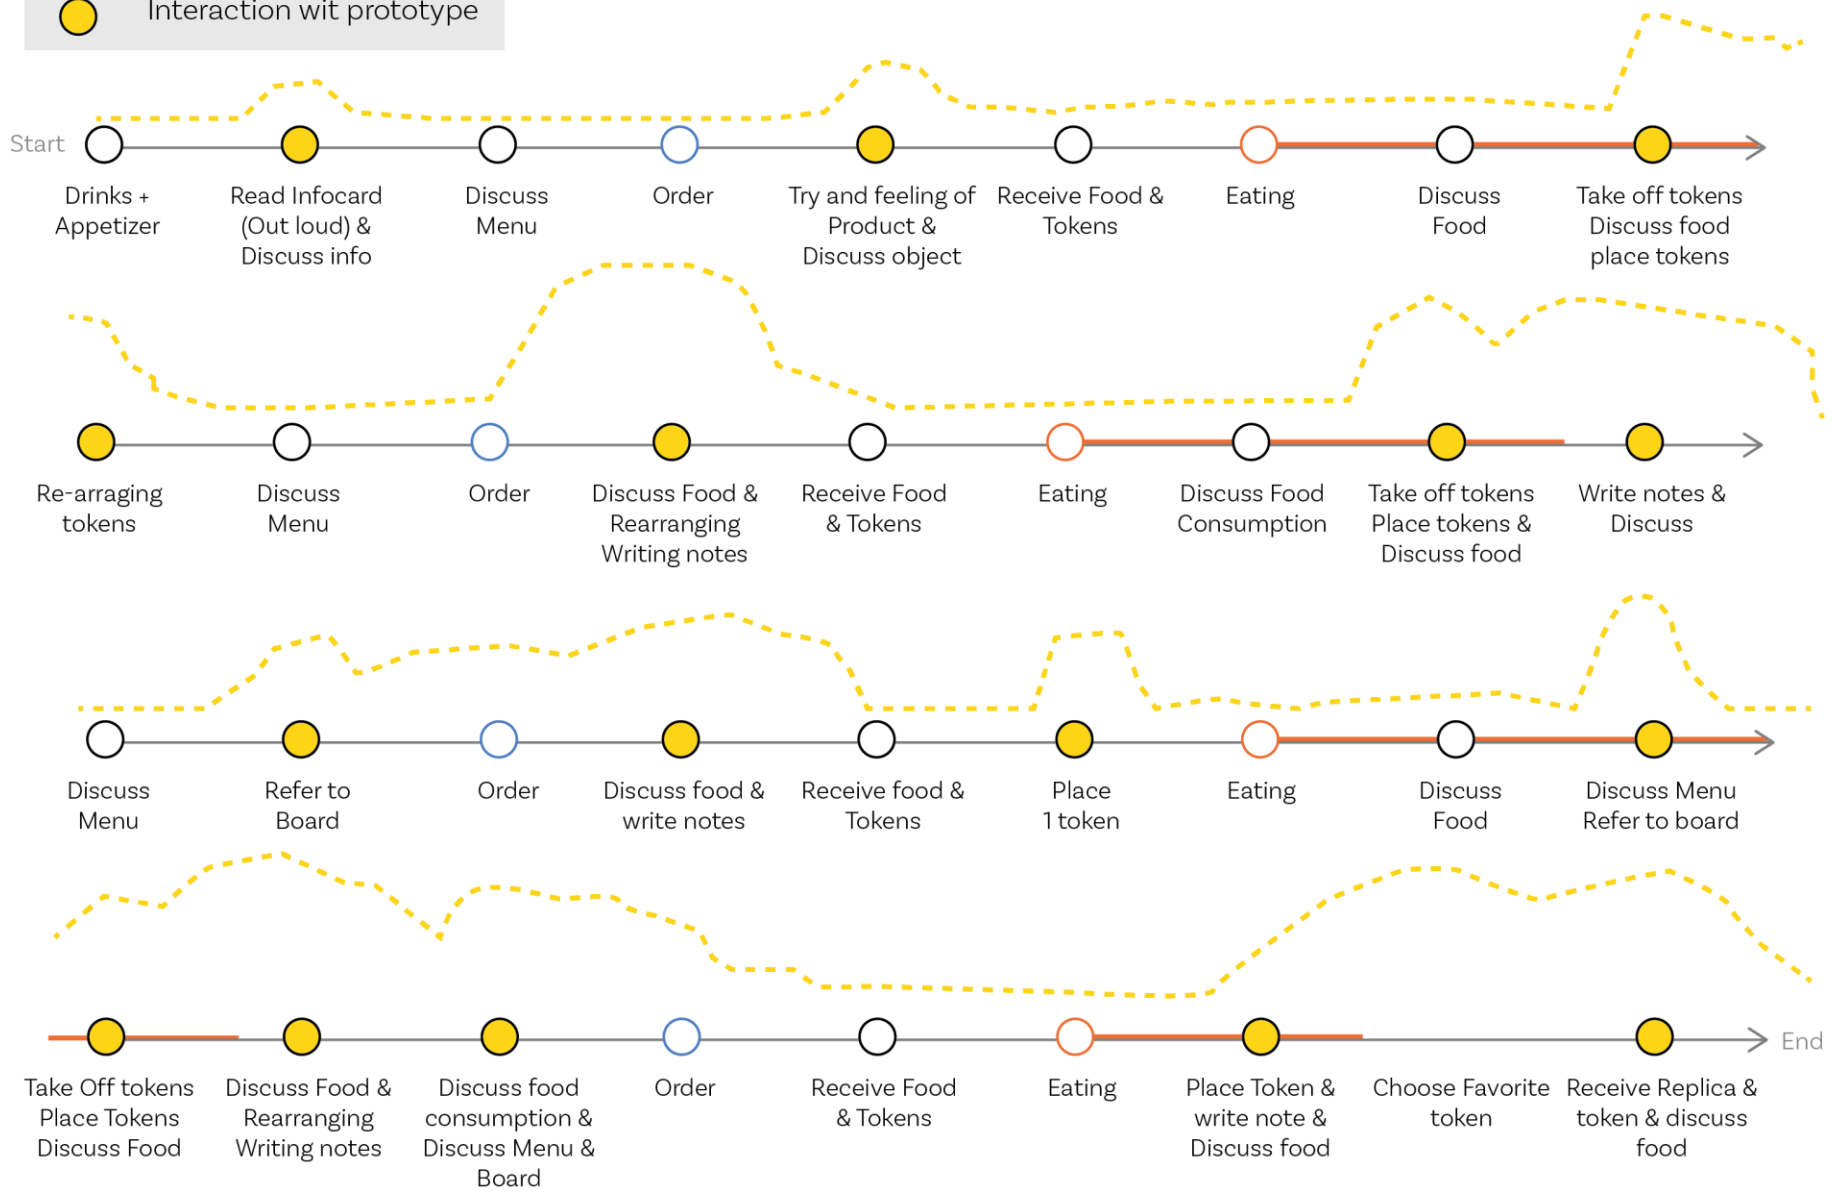 Interaction wit prototype
Start
Drinks +
Appetizer
Read Infocard
(Out loud) &
Discuss info
Discuss
Menu
Order
Try and feeling of
Product &
Discuss object
Receive Food &
Tokens
Eating
Discuss
Food
Take off tokens
Discuss food
place tokens
Re-arraging
tokens
Discuss
Menu
Order
Discuss Food &
Rearranging
Writing notes
Receive Food
& Tokens
Eating
Discuss Food
Consumption
Take off tokens
Place tokens &
Discuss food
Write notes &
Discuss
Discuss
Menu
Refer to
Board
Order
Discuss food &
write notes
Receive food &
Tokens
Place
1 token
Eating
Discuss
Food
Discuss Menu
Refer to board
End
Take Off tokens
Place Tokens
Discuss Food
Discuss Food &
Rearranging
Writing notes
Discuss food
consumption &
Discuss Menu &
Board
Order
Receive Food
& Tokens
Eating
Place Token &
write note &
Discuss food
Choose Favorite
token
Receive Replica &
token & discuss
food